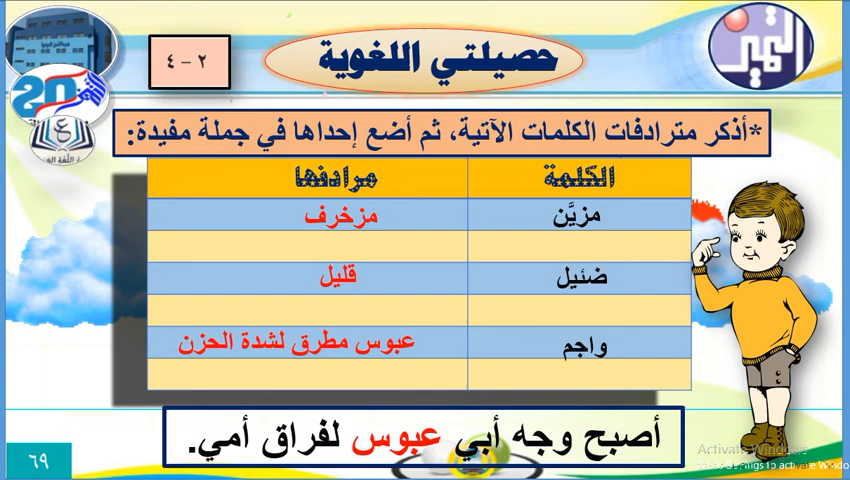 التميز
حصيلتي اللغوية
٢ - ٤
*أذكر مترادفات الكلمات الآتية، ثم أضع إحداها في جملة مفيدة:
الكلمة مرادفها
مزيَّن مزخرف
ضئيل قليل
واجم عبوس مطرق لشدة الحزن
أصبح وجه أبي عبوس لفراق أمي.
٦٩
Activate Windows